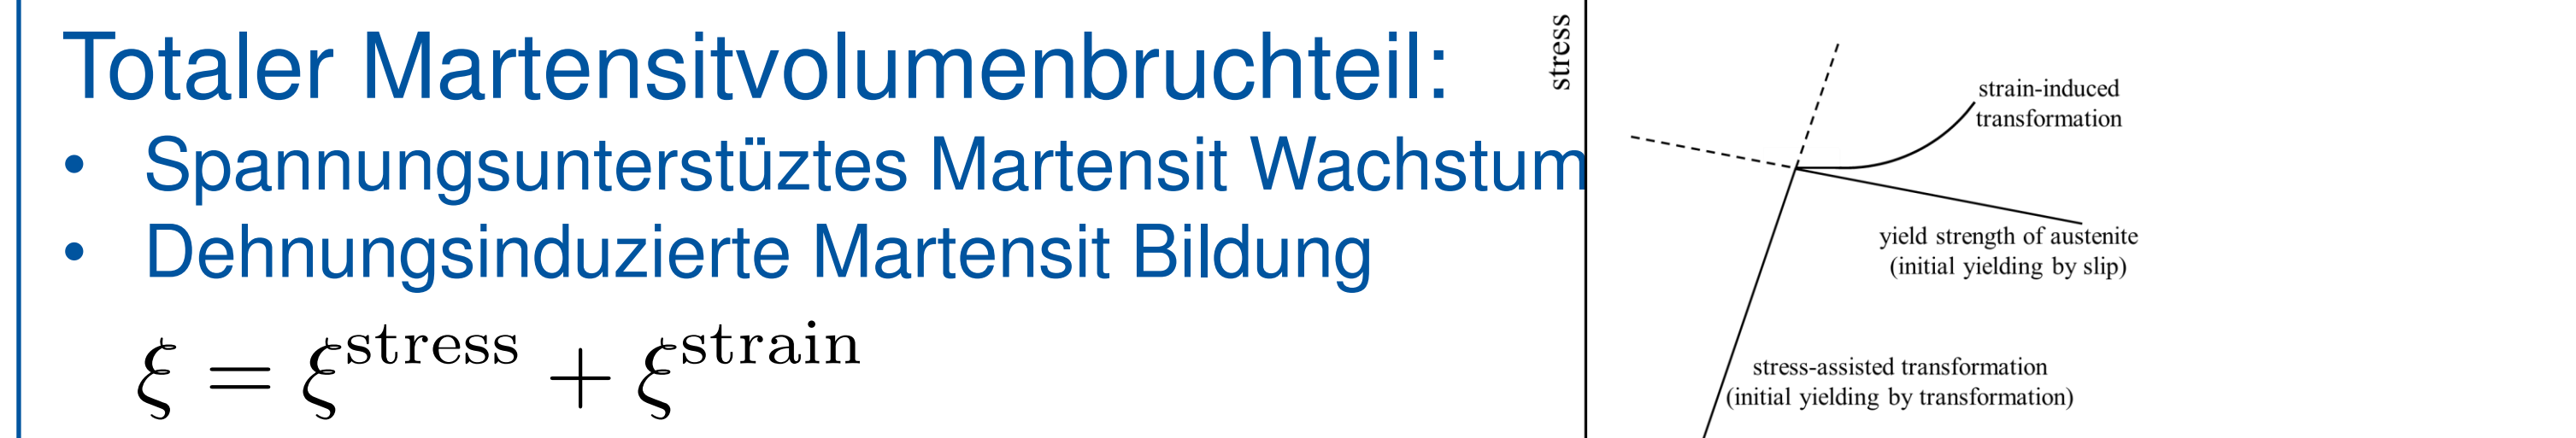 Totaler Martensitvolumenbruchteil:
• Spannungsunterstüztes Martensit Wachstum
• Dehnungsinduzierte Martensit Bildung
ξ = ξ^stress + ξ^strain
stress
strain-induced
transformation
yield strength of austenite
(initial yielding by slip)
stress-assisted transformation
(initial yielding by transformation)